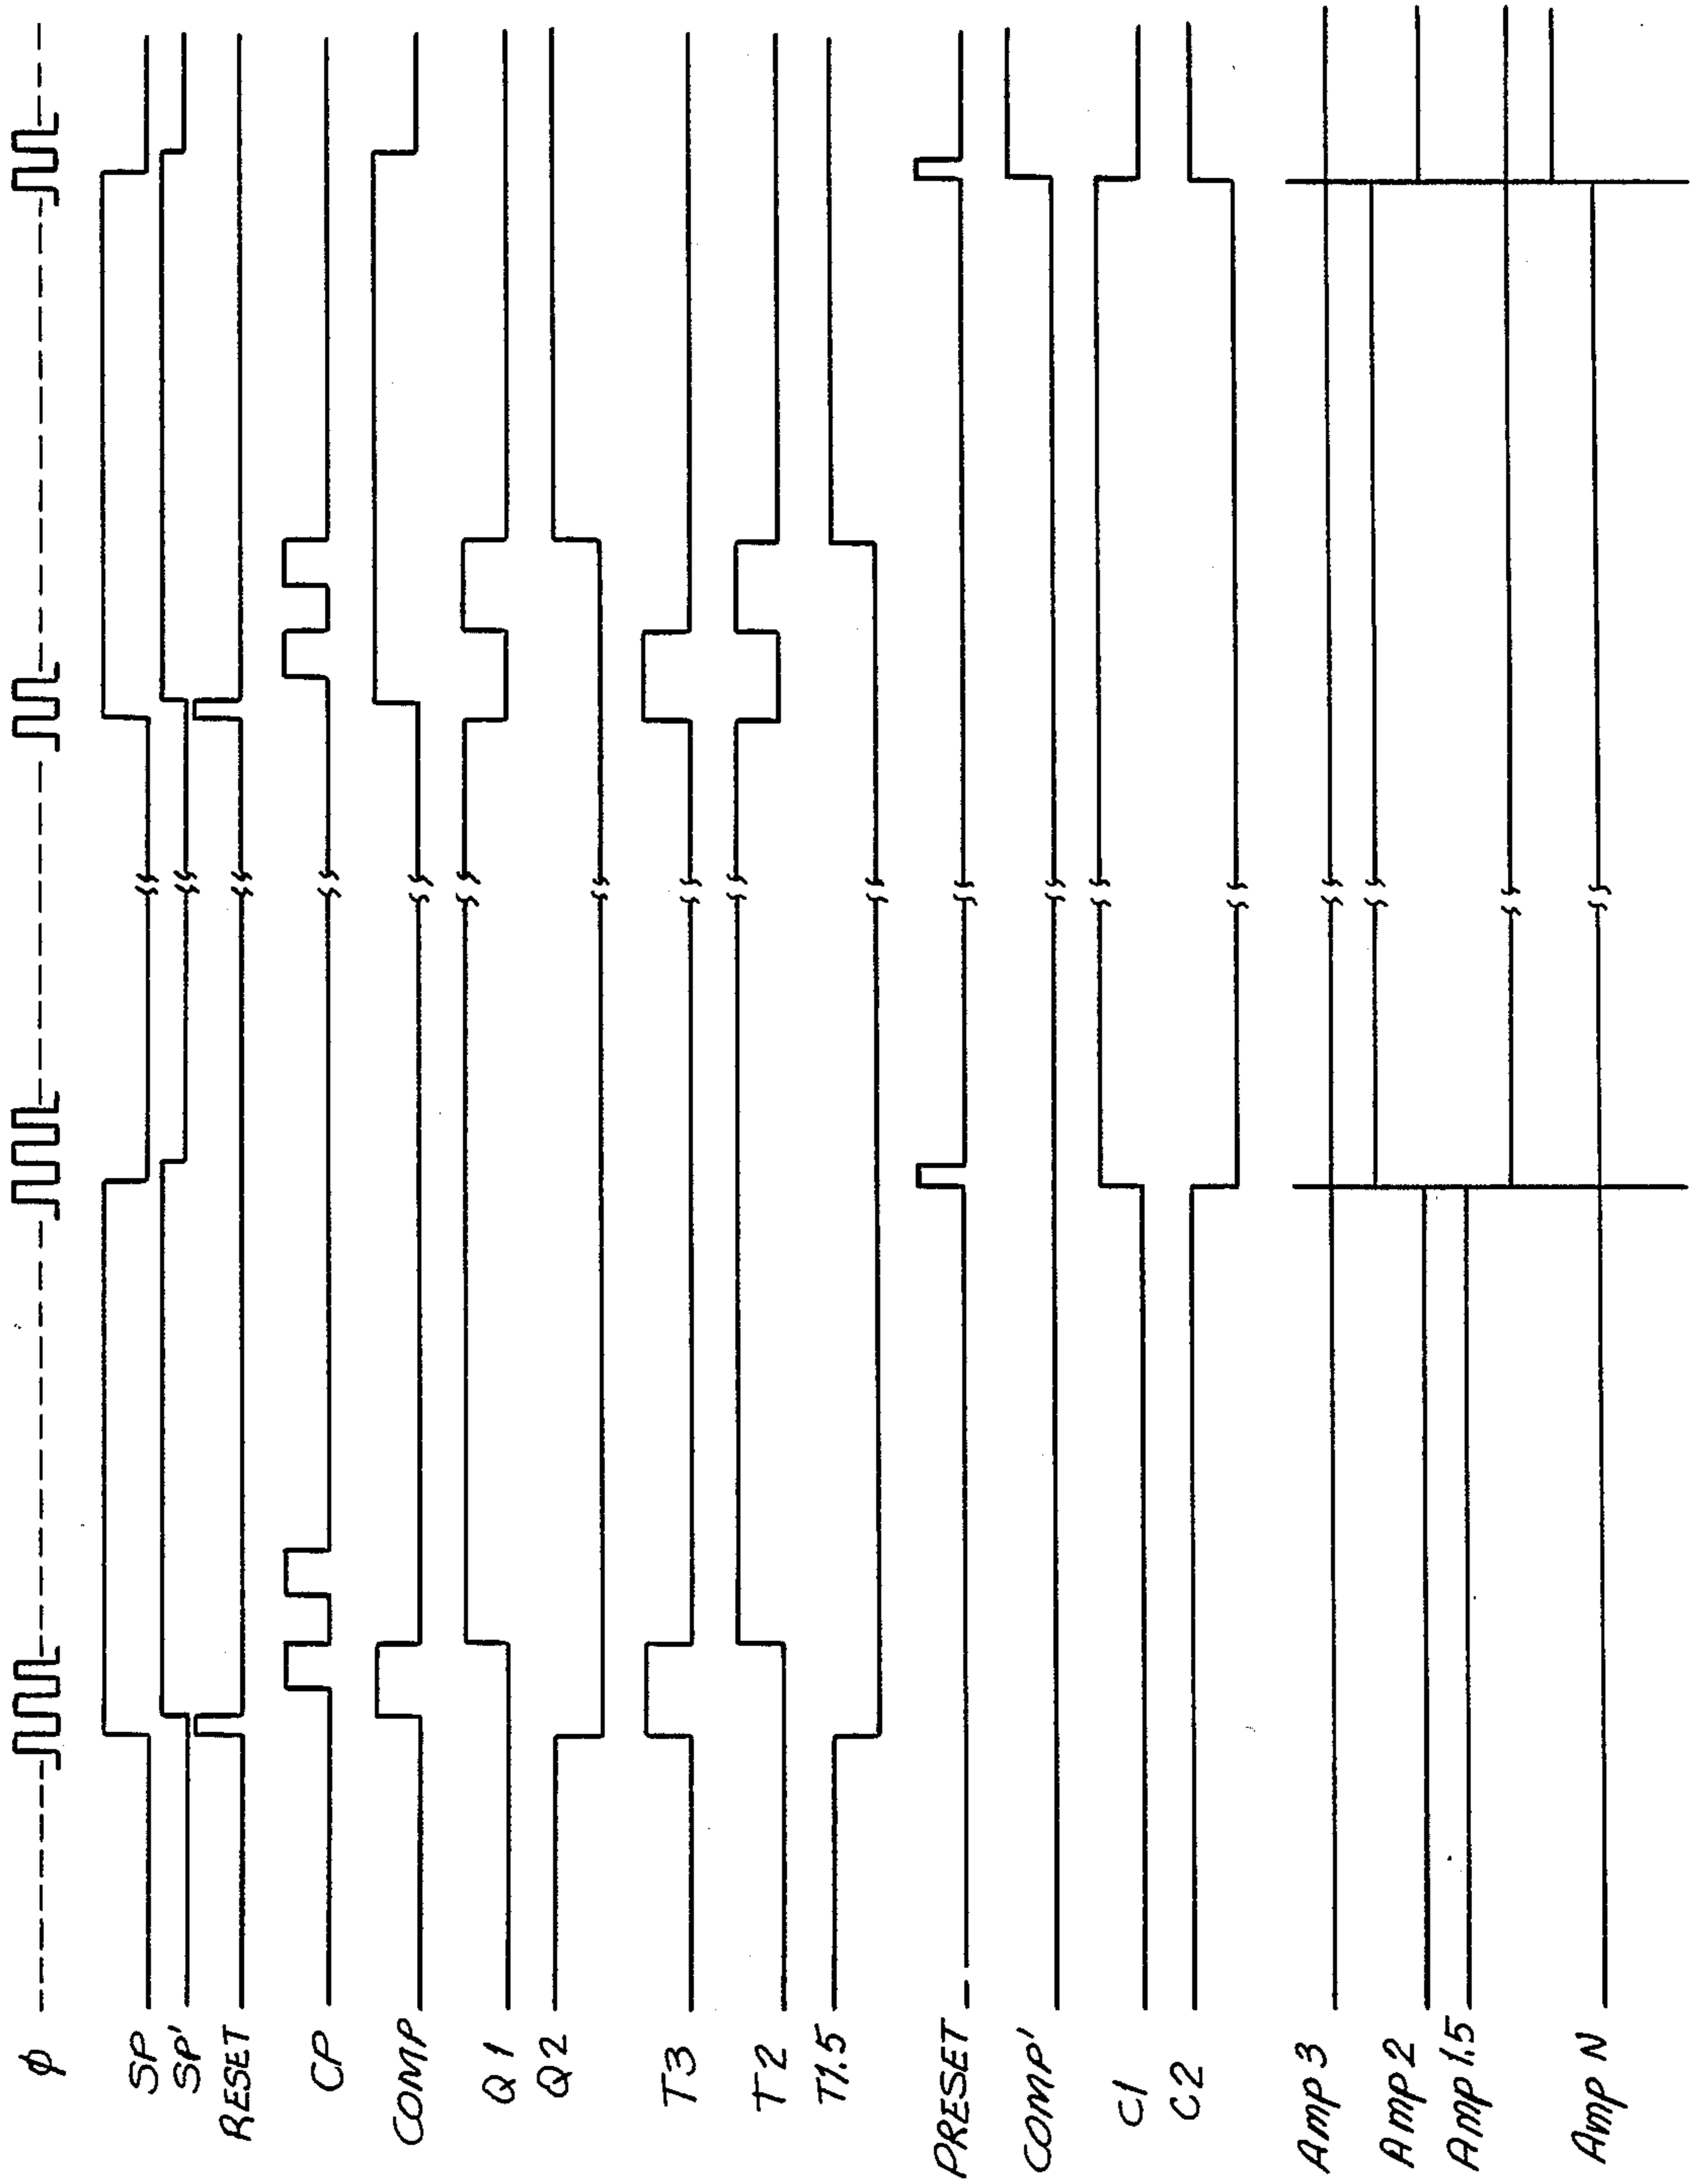 φ
SP
SP'
RESET
CP
COMP
Q1
Q2
T3
T2
T1.5
PRESET
COMP'
C1
C2
Amp 3
Amp 2
Amp 1.5
Amp N